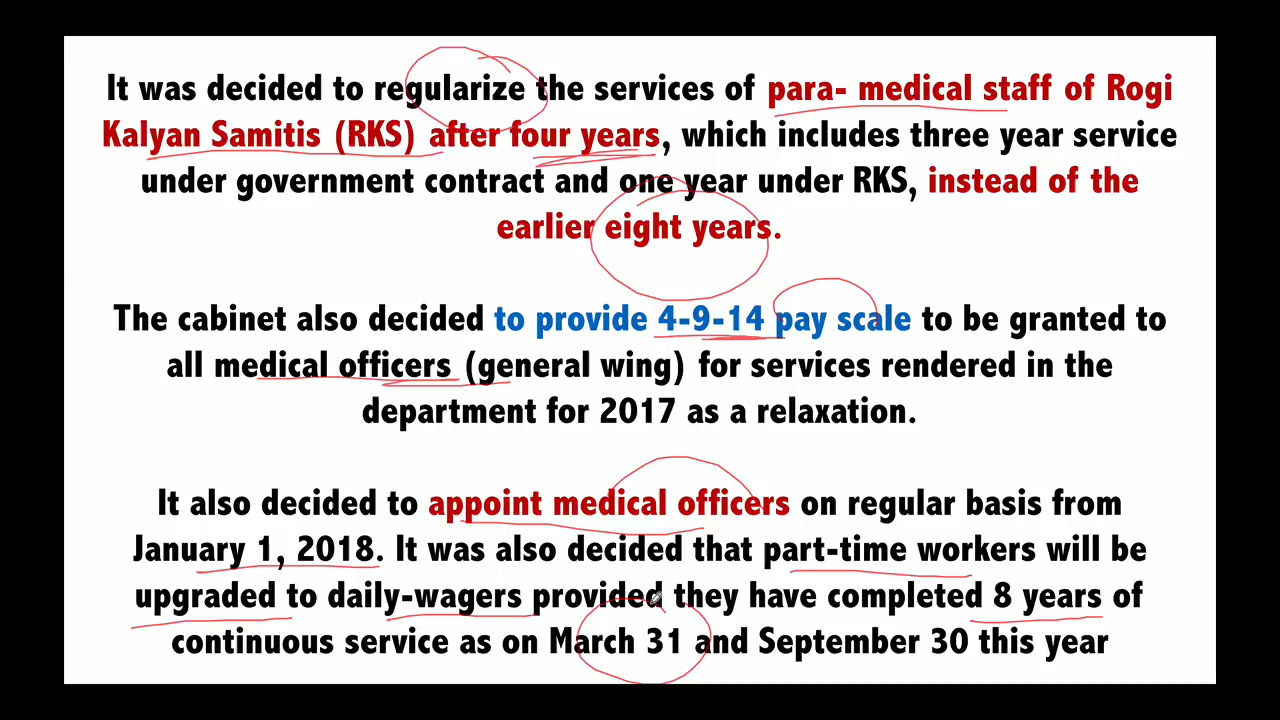 It was decided to regularize the services of para- medical staff of Rogi
Kalyan Samitis (RKS) after four years, which includes three year service
under government contract and one year under RKS, instead of the
earlier eight years.
The cabinet also decided to provide 4-9-14 pay scale to be granted to
all medical officers (general wing) for services rendered in the
department for 2017 as a relaxation.
It also decided to appoint medical officers on regular basis from
January 1, 2018. It was also decided that part-time workers will be
upgraded to daily-wagers provided they have completed 8 years of
continuous service as on March 31 and September 30 this year